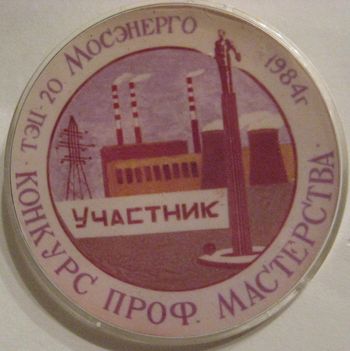 ТЭЦ-20 МОСЭНЕРГО 1984г
УЧАСТНИК
КОНКУРС ПРОФ. МАСТЕРСТВА